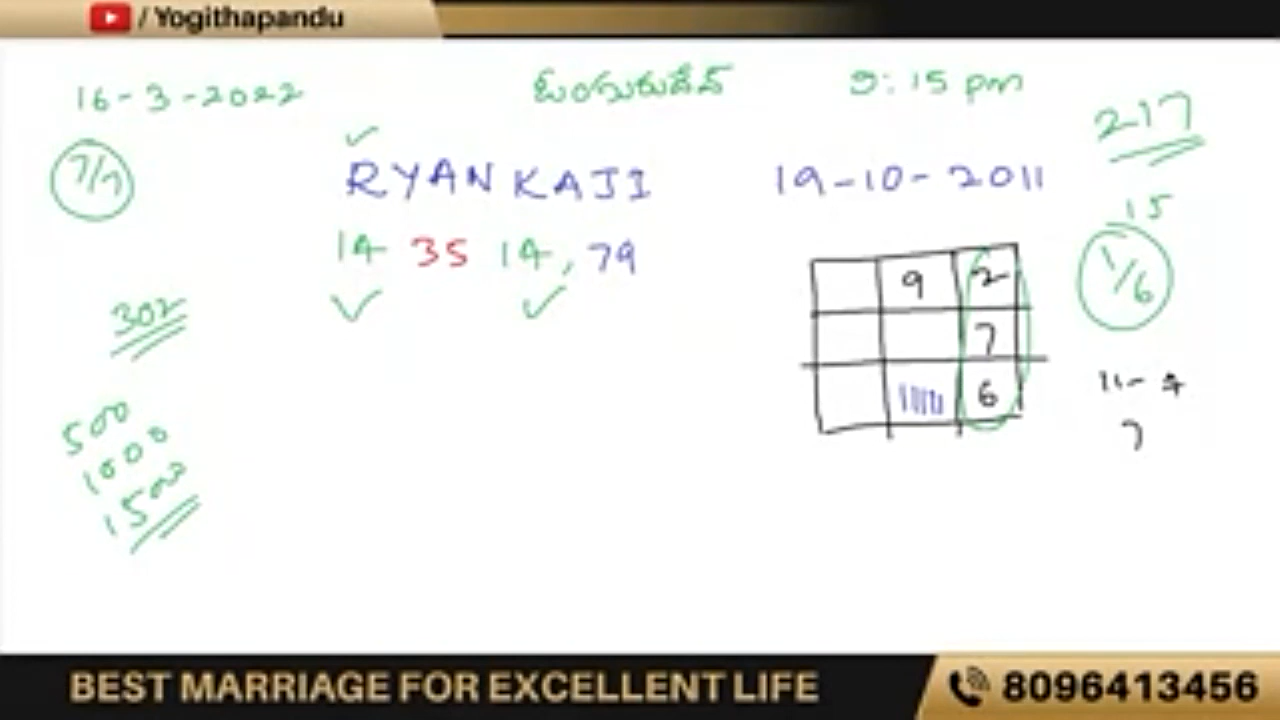 / Yogithapandu
16-3-2022 ఓంగురుదేవ్ 9:15 pm
217
7/7
RYAN KAJI 19-10-2011
15
14 35 14, 79
1/6
9 2
302
7
11-4
6
7
500
1000
1500
BEST MARRIAGE FOR EXCELLENT LIFE 8096413456